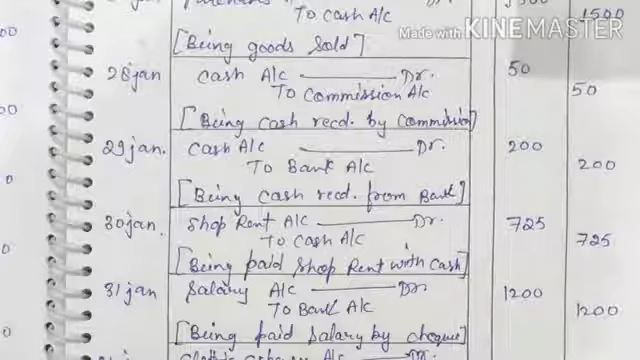 Dr.
To Cash A/c
1500
Made with KINEMASTER
[Being goods sold]
28 jan Cash A/c Dr. 50
To Commission A/c 50
[Being cash recd. by commission]
29 jan. Cash A/c Dr. 200
To Bank A/c 200
[Being cash recd. from Bank]
30 jan. Shop Rent A/c Dr. 725
To Cash A/c 725
[Being paid shop Rent with Cash]
31 jan Salary A/c Dr. 1200
To Bank A/c 1200
[Being paid salary by cheque]
A/c Dr.